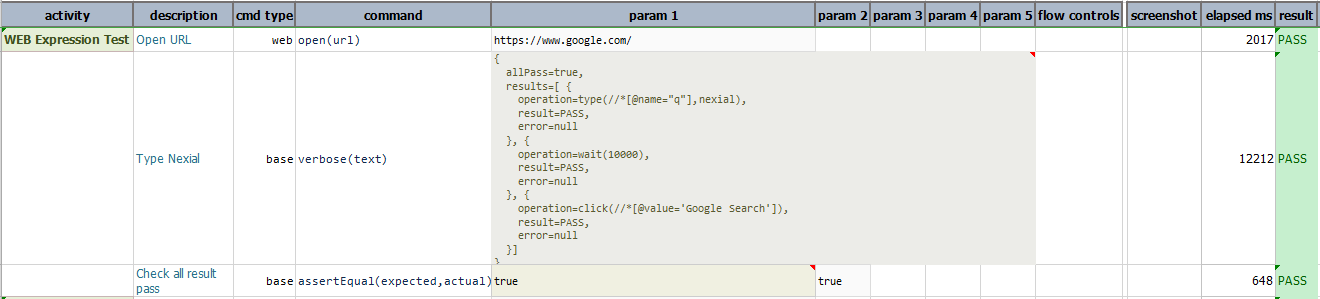 activity description cmd type command param 1 param 2 param 3 param 4 param 5 flow controls screenshot elapsed ms result
WEB Expression Test Open URL web open(url) https://www.google.com/ 2017 PASS
{
allPass=true,
results=[ {
operation=type(//*[@name="q"],nexial),
result=PASS,
error=null
}, {
operation=wait(10000),
Type Nexial base verbose(text) result=PASS, 12212 PASS
error=null
}, {
operation=click(//*[@value='Google Search']),
result=PASS,
error=null
}]
}
Check all result
pass base assertEqual(expected,actual) true true 648 PASS